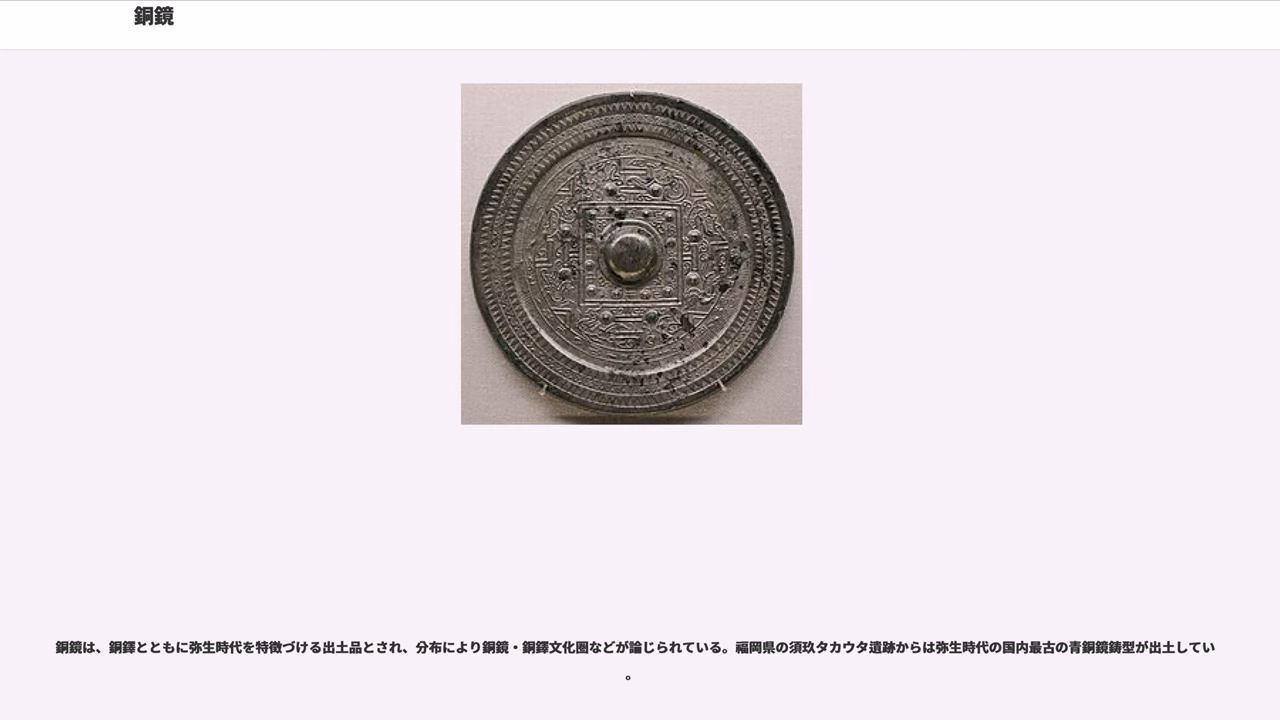 銅鏡
銅鏡は、銅鐸とともに弥生時代を特徴づける出土品とされ、分布により銅鏡・銅鐸文化圏などが論じられている。福岡県の須玖タカウタ遺跡からは弥生時代の国内最古の青銅鏡鋳型が出土してい
。